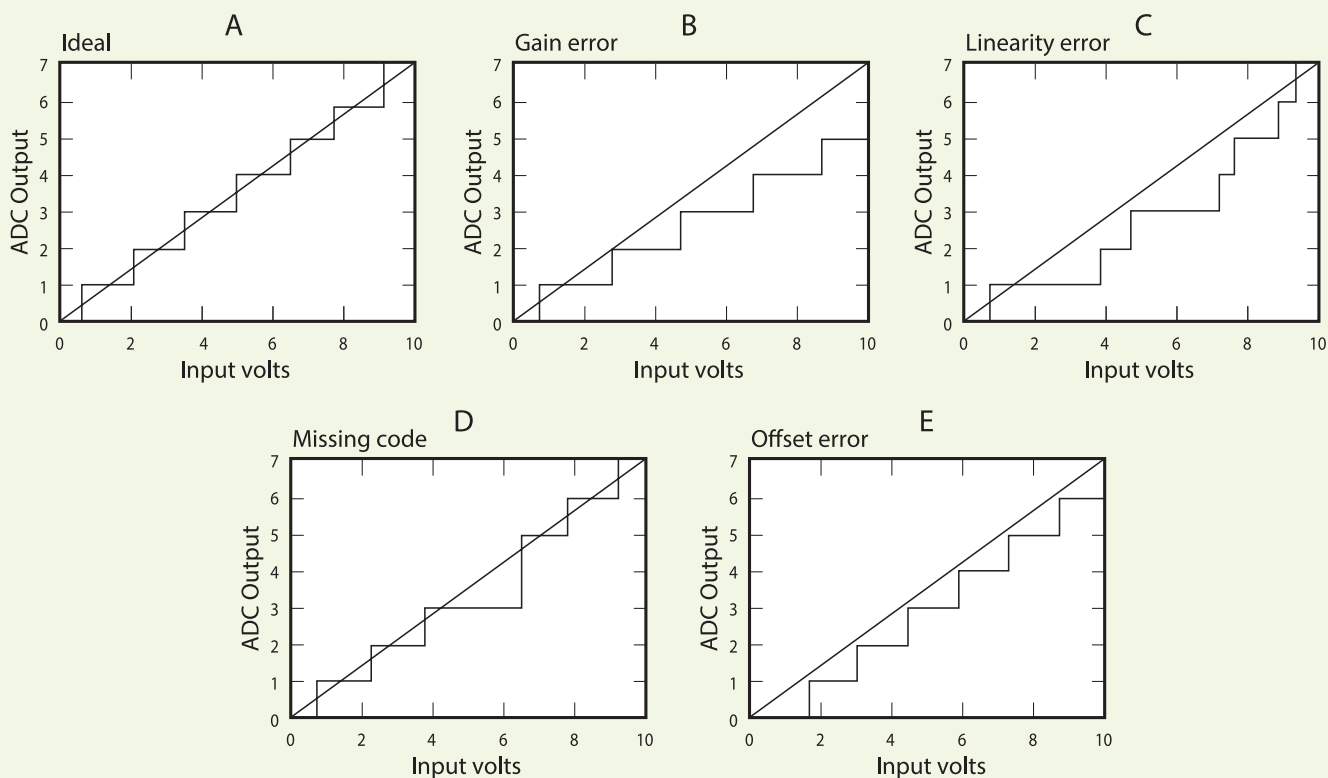 A
Ideal
ADC Output
7
6
5
4
3
2
1
0
0 2 4 6 8 10
Input volts
B
Gain error
ADC Output
7
6
5
4
3
2
1
0
0 2 4 6 8 10
Input volts
C
Linearity error
ADC Output
7
6
5
4
3
2
1
0
0 2 4 6 8 10
Input volts
D
Missing code
ADC Output
7
6
5
4
3
2
1
0
0 2 4 6 8 10
Input volts
E
Offset error
ADC Output
7
6
5
4
3
2
1
0
0 2 4 6 8 10
Input volts